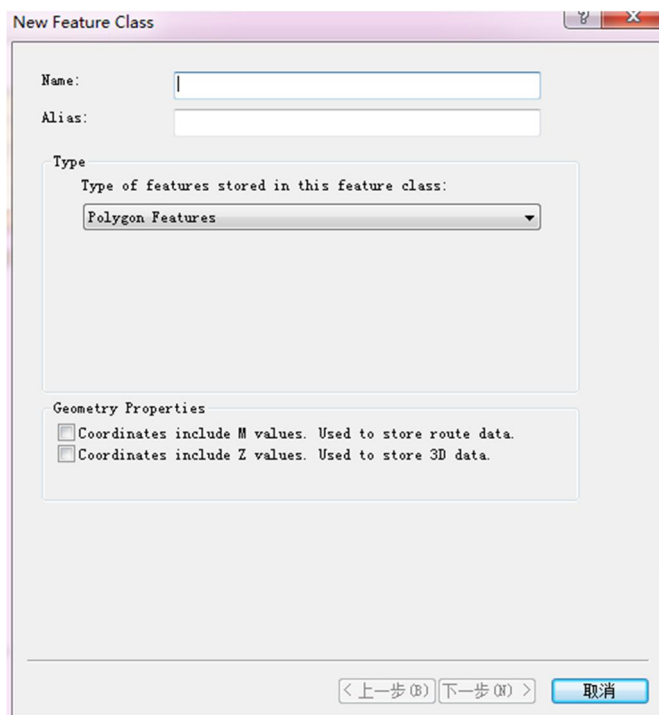 New Feature Class
Name:
Alias:
Type
Type of features stored in this feature class:
Polygon Features
Geometry Properties
Coordinates include M values. Used to store route data.
Coordinates include Z values. Used to store 3D data.
< 上一步(B) 下一步(N) > 取消